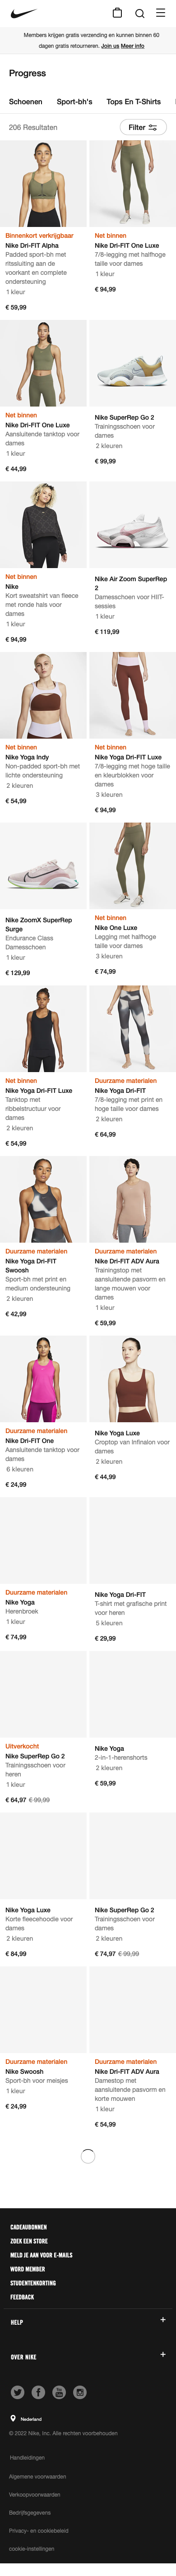 Members krijgen gratis verzending en kunnen binnen 60
dagen gratis retourneren. Join us Meer info
Progress
Schoenen Sport-bh's Tops En T-Shirts
206 Resultaten Filter
Binnenkort verkrijgbaar
Nike Dri-FIT Alpha
Padded sport-bh met
ritssluiting aan de
voorkant en complete
ondersteuning
1 kleur
€ 59,99
Net binnen
Nike Dri-FIT One Luxe
7/8-legging met halfhoge
taille voor dames
1 kleur
€ 94,99
Net binnen
Nike Dri-FIT One Luxe
Aansluitende tanktop voor
dames
1 kleur
€ 44,99
Nike SuperRep Go 2
Trainingsschoen voor
dames
2 kleuren
€ 99,99
Net binnen
Nike
Kort sweatshirt van fleece
met ronde hals voor
dames
1 kleur
€ 94,99
Nike Air Zoom SuperRep
2
Damesschoen voor HIIT-
sessies
1 kleur
€ 119,99
Net binnen
Nike Yoga Indy
Non-padded sport-bh met
lichte ondersteuning
2 kleuren
€ 54,99
Net binnen
Nike Yoga Dri-FIT Luxe
7/8-legging met hoge taille
en kleurblokken voor
dames
3 kleuren
€ 94,99
Nike ZoomX SuperRep
Surge
Endurance Class
Damesschoen
1 kleur
€ 129,99
Net binnen
Nike One Luxe
Legging met halfhoge
taille voor dames
3 kleuren
€ 74,99
Net binnen
Nike Yoga Dri-FIT Luxe
Tanktop met
ribbelstructuur voor
dames
2 kleuren
€ 54,99
Duurzame materialen
Nike Yoga Dri-FIT
7/8-legging met print en
hoge taille voor dames
2 kleuren
€ 64,99
Duurzame materialen
Nike Yoga Dri-FIT
Swoosh
Sport-bh met print en
medium ondersteuning
2 kleuren
€ 42,99
Duurzame materialen
Nike Dri-FIT ADV Aura
Trainingstop met
aansluitende pasvorm en
lange mouwen voor
dames
1 kleur
€ 59,99
Duurzame materialen
Nike Dri-FIT One
Aansluitende tanktop voor
dames
6 kleuren
€ 24,99
Nike Yoga Luxe
Croptop van Infinalon voor
dames
2 kleuren
€ 44,99
Duurzame materialen
Nike Yoga
Herenbroek
1 kleur
€ 74,99
Nike Yoga Dri-FIT
T-shirt met grafische print
voor heren
5 kleuren
€ 29,99
Uitverkocht
Nike SuperRep Go 2
Trainingsschoen voor
heren
1 kleur
€ 64,97 € 99,99
Nike Yoga
2-in-1-herenshorts
2 kleuren
€ 59,99
Nike Yoga Luxe
Korte fleecehoodie voor
dames
2 kleuren
€ 84,99
Nike SuperRep Go 2
Trainingsschoen voor
dames
2 kleuren
€ 74,97 € 99,99
Duurzame materialen
Nike Swoosh
Sport-bh voor meisjes
1 kleur
€ 24,99
Duurzame materialen
Nike Dri-FIT ADV Aura
Damestop met
aansluitende pasvorm en
korte mouwen
1 kleur
€ 54,99
CADEAUBONNEN
ZOEK EEN STORE
MELD JE AAN VOOR E-MAILS
WORD MEMBER
STUDENTENKORTING
FEEDBACK
HELP
OVER NIKE
Nederland
© 2022 Nike, Inc. Alle rechten voorbehouden
Handleidingen
Algemene voorwaarden
Verkoopvoorwaarden
Bedrijfsgegevens
Privacy- en cookiebeleid
cookie-instellingen